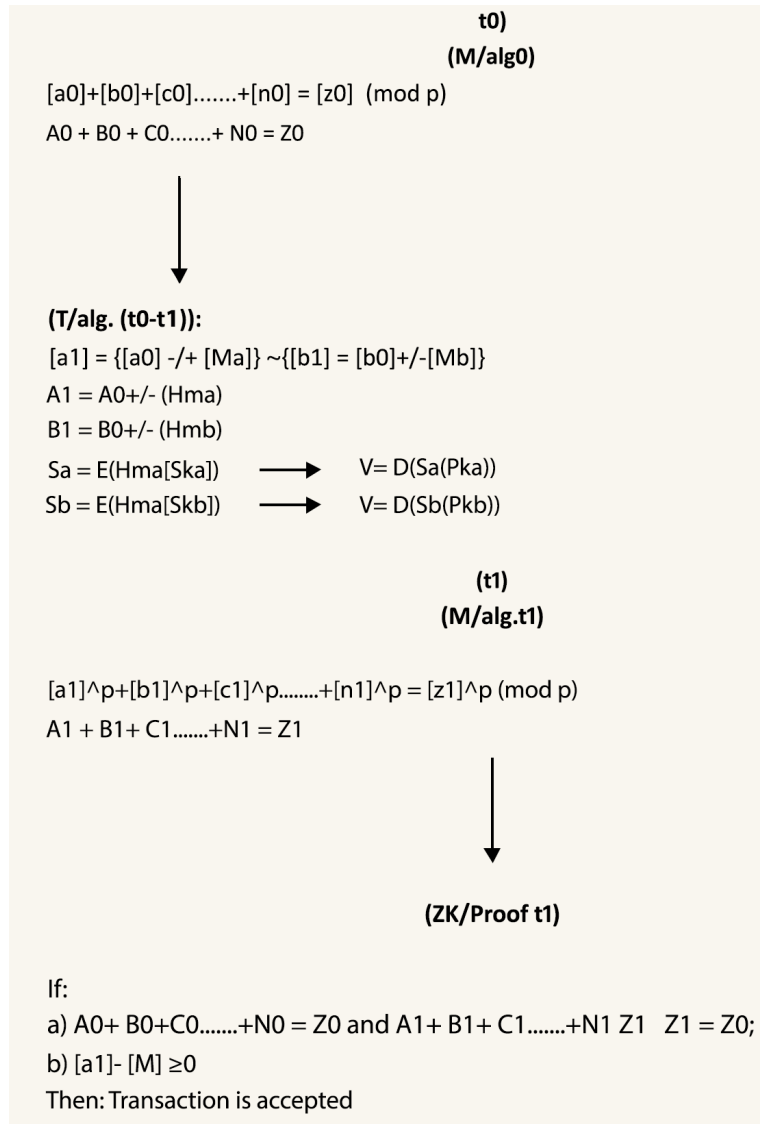 t0)
(M/alg0)
[a0]+[b0]+[c0].......+[n0] = [z0] (mod p)
A0 + B0 + C0.......+ N0 = Z0
(T/alg. (t0-t1)):
[a1] = {[a0] -/+ [Ma]} ~{[b1] = [b0]+/-[Mb]}
A1 = A0+/- (Hma)
B1 = B0+/- (Hmb)
Sa = E(Hma[Ska]) V= D(Sa(Pka))
Sb = E(Hma[Skb]) V= D(Sb(Pkb))
(t1)
(M/alg.t1)
[a1]^p+[b1]^p+[c1]^p........+[n1]^p = [z1]^p (mod p)
A1 + B1+ C1.......+N1 = Z1
(ZK/Proof t1)
If:
a) A0+ B0+C0.......+N0 = Z0 and A1+ B1+ C1.......+N1 Z1 Z1 = Z0;
b) [a1]- [M] ≥0
Then: Transaction is accepted